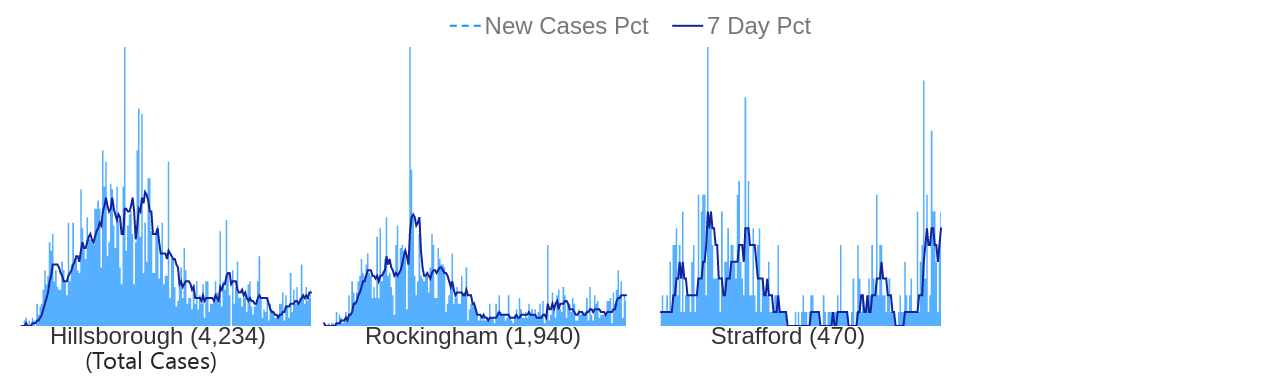 New Cases Pct 7 Day Pct
Hillsborough (4,234) Rockingham (1,940) Strafford (470)
(Total Cases)